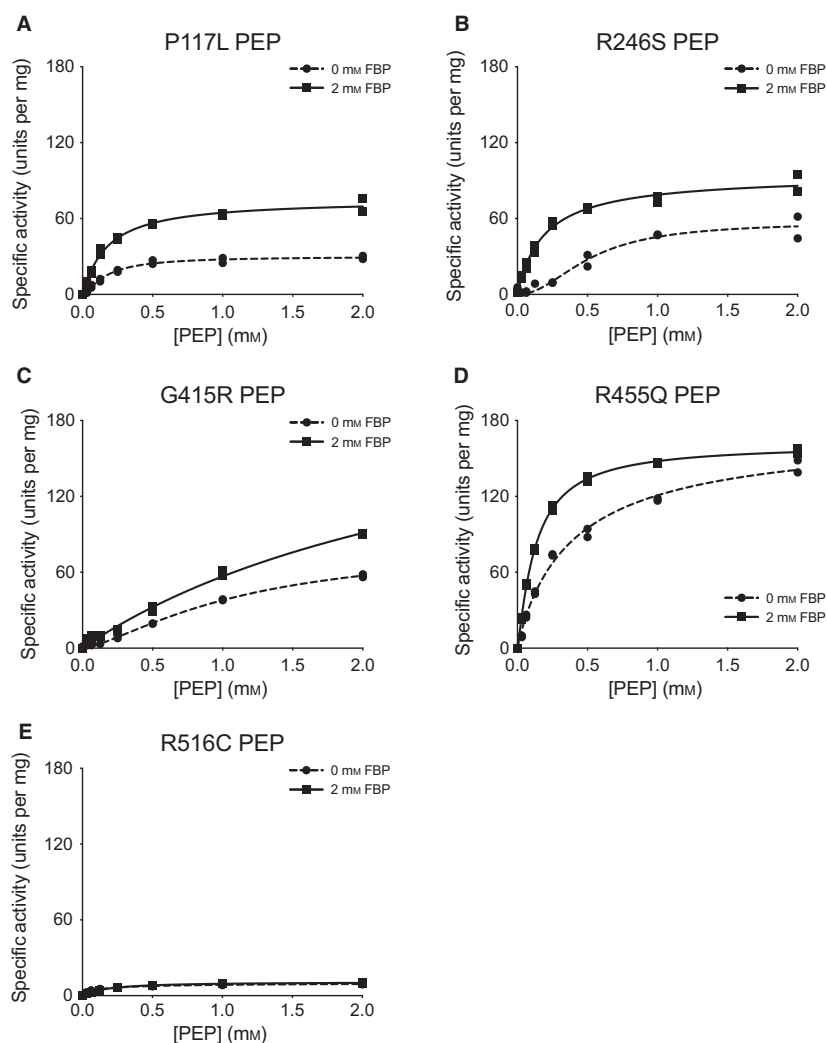 A
P117L PEP
180
120
60
0
0.0 0.5 1.0 1.5 2.0
[PEP] (mM)
Specific activity (units per mg)
0 mM FBP
2 mM FBP
B
R246S PEP
180
120
60
0
0.0 0.5 1.0 1.5 2.0
[PEP] (mM)
Specific activity (units per mg)
0 mM FBP
2 mM FBP
C
G415R PEP
180
120
60
0
0.0 0.5 1.0 1.5 2.0
[PEP] (mM)
Specific activity (units per mg)
0 mM FBP
2 mM FBP
D
R455Q PEP
180
120
60
0
0.0 0.5 1.0 1.5 2.0
[PEP] (mM)
Specific activity (units per mg)
0 mM FBP
2 mM FBP
E
R516C PEP
180
120
60
0
0.0 0.5 1.0 1.5 2.0
[PEP] (mM)
Specific activity (units per mg)
0 mM FBP
2 mM FBP